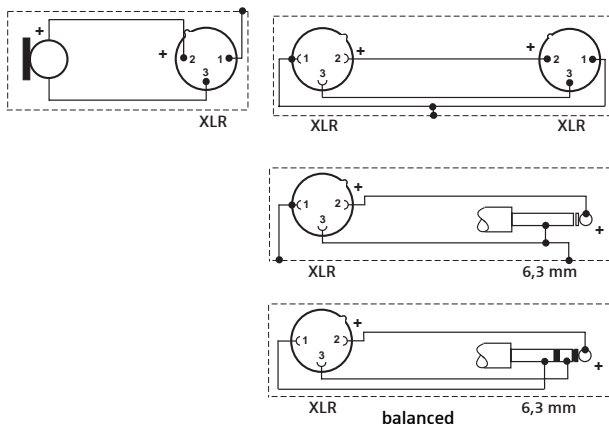 +
+ 2 1
3
XLR
1 2 + + 2 1
3 3
XLR XLR
1 2 +
3 +
XLR 6,3 mm
1 2 +
3 +
XLR 6,3 mm
balanced